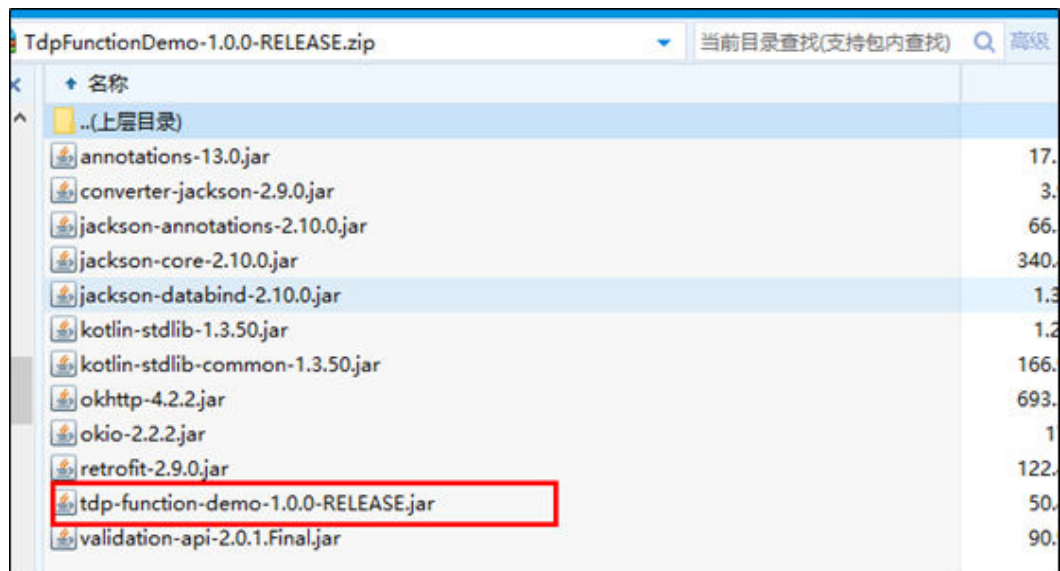 TdpFunctionDemo-1.0.0-RELEASE.zip 当前目录查找(支持包内查找) 高级
名称
..(上层目录)
annotations-13.0.jar 17.
converter-jackson-2.9.0.jar 3.
jackson-annotations-2.10.0.jar 66.
jackson-core-2.10.0.jar 340.
jackson-databind-2.10.0.jar 1.3
kotlin-stdlib-1.3.50.jar 1.2
kotlin-stdlib-common-1.3.50.jar 166.
okhttp-4.2.2.jar 693.
okio-2.2.2.jar 1
retrofit-2.9.0.jar 122.
tdp-function-demo-1.0.0-RELEASE.jar 50.
validation-api-2.0.1.Final.jar 90.